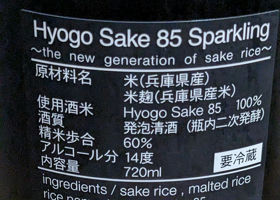 Hyogo Sake 85 Sparkling
~the new generation of sake rice~
原材料名 米(兵庫県産)
米麹(兵庫県産米)
使用酒米 Hyogo Sake 85 100%
酒質 発泡清酒(瓶内二次発酵)
精米歩合 60%
アルコール分 14度
内容量 720ml
要冷蔵
ingredients / sake rice , malted rice
rice